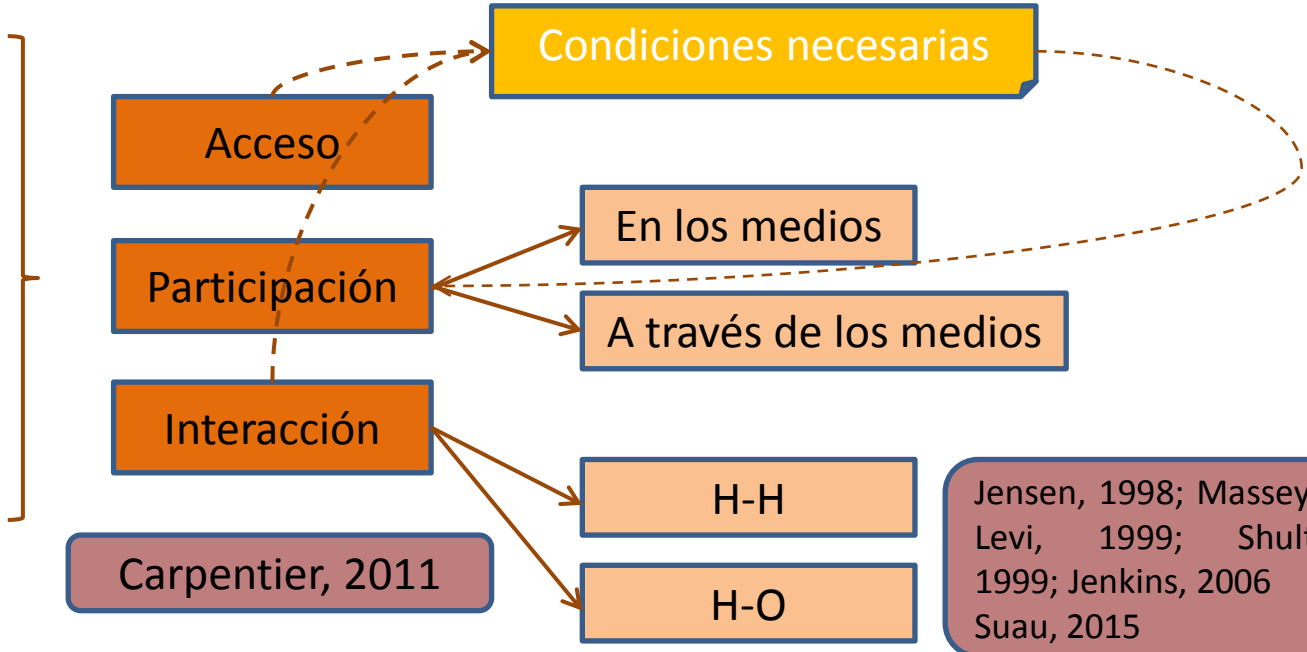 Condiciones necesarias
Acceso
Participación
En los medios
A través de los medios
Interacción
H-H
H-O
Carpentier, 2011
Jensen, 1998; Massey
Levi, 1999;
1999; Jenkins, 2006
Suau, 2015